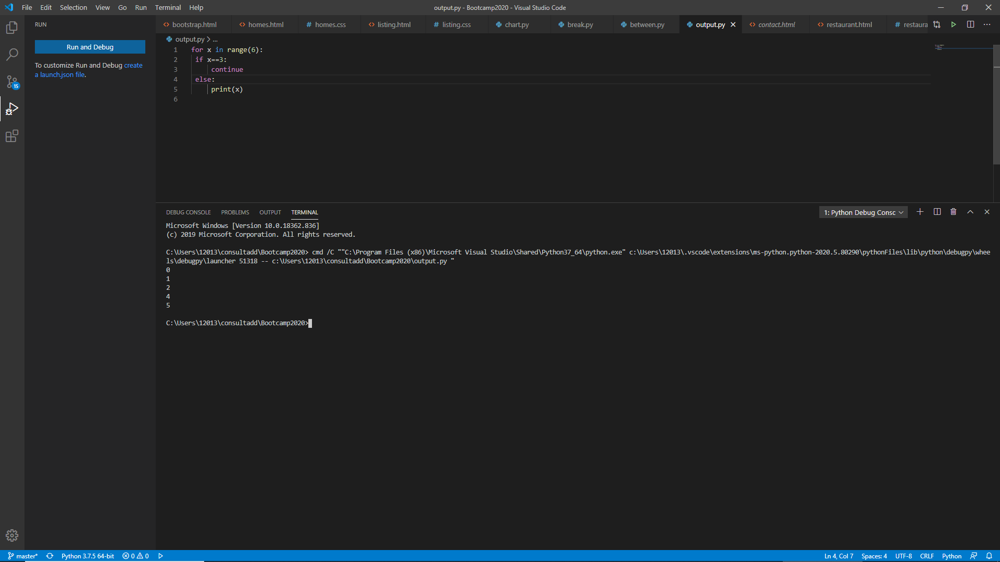 File Edit Selection View Go Run Terminal Help
output.py - Bootcamp2020 - Visual Studio Code
RUN
bootstrap.html homes.html homes.css listing.html listing.css chart.py break.py between.py output.py contact.html restaurant.html restaura
Run and Debug
To customize Run and Debug create
a launch.json file.
15
output.py > ...
1 for x in range(6):
2 if x==3:
3 continue
4 else:
5 print(x)
6
DEBUG CONSOLE PROBLEMS OUTPUT TERMINAL
1: Python Debug Consc
Microsoft Windows [Version 10.0.18362.836]
(c) 2019 Microsoft Corporation. All rights reserved.
C:\Users\12013\consultadd\Bootcamp2020> cmd /C ""C:\Program Files (x86)\Microsoft Visual Studio\Shared\Python37_64\python.exe" c:\Users\12013\.vscode\extensions\ms-python.python-2020.5.80290\pythonFiles\lib\python\debugpy\whee
ls\debugpy\launcher 51318 -- c:\Users\12013\consultadd\Bootcamp2020\output.py "
0
1
2
4
5
C:\Users\12013\consultadd\Bootcamp2020>
master* Python 3.7.5 64-bit 0 0
Ln 4, Col 7 Spaces: 4 UTF-8 CRLF Python